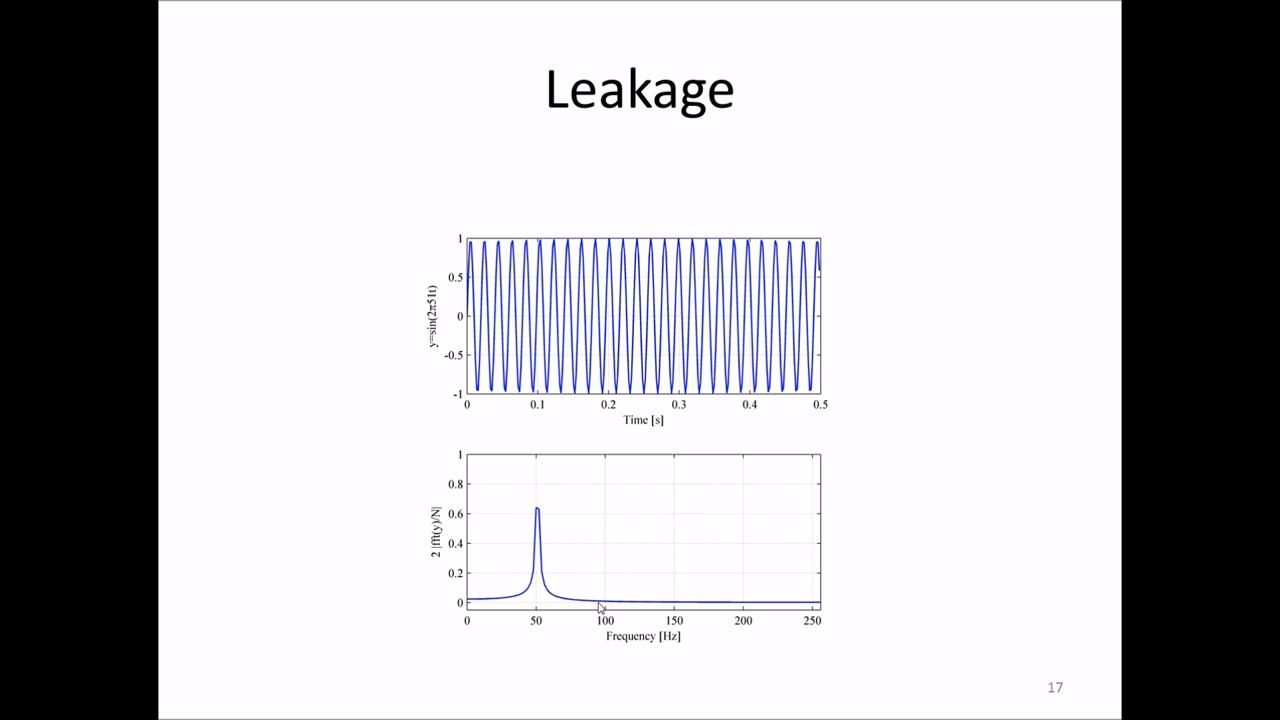 Leakage
1
0.5
0
-0.5
-1
y=sin(2π51t)
0 0.1 0.2 0.3 0.4 0.5
Time [s]
1
0.8
0.6
0.4
0.2
0
2 |fft(y)/N|
0 50 100 150 200 250
Frequency [Hz]
17